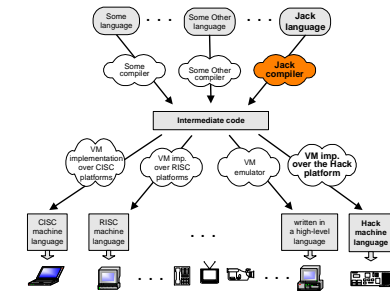 Some
language
. . .
Some Other
language
. . .
Jack
language
Some
compiler
Some Other
compiler
Jack
compiler
Intermediate code
VM
implementation
over CISC
platforms
VM imp.
over RISC
platforms
VM
emulator
VM imp.
over the Hack
platform
CISC
machine
language
RISC
machine
language
. . .
written in
a high-level
language
Hack
machine
language
. . .
. . .